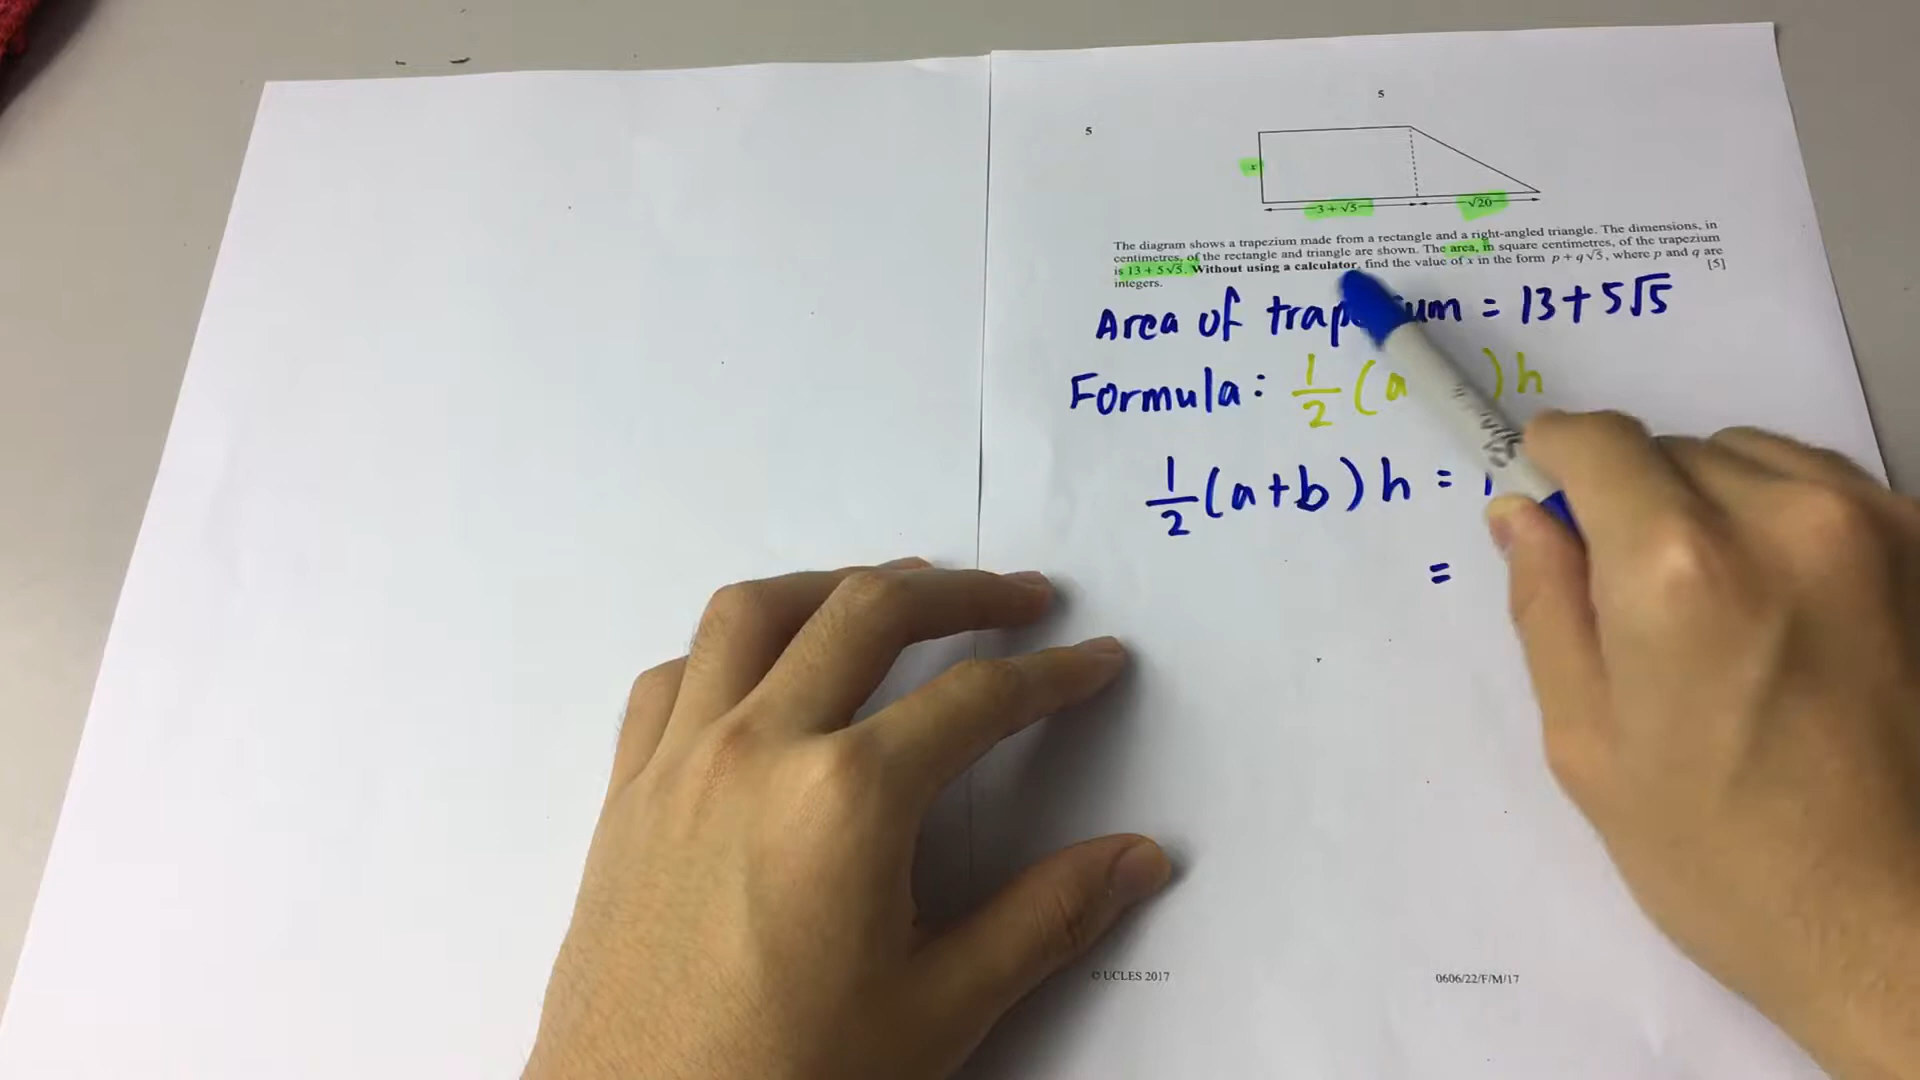 5
5
x
3 + √5
√20
The diagram shows a trapezium made from a rectangle and a right-angled triangle. The dimensions, in
centimetres, of the rectangle and triangle are shown. The area, in square centimetres, of the trapezium
is 13 + 5√5. Without using a calculator, find the value of x in the form p + q√5, where p and q are
integers.
[5]
Area of = 13 + 5√5
Formula: 1/2 (a ) h
1/2 (a+b) h =
=
© UCLES 2017
0606/22/F/M/17